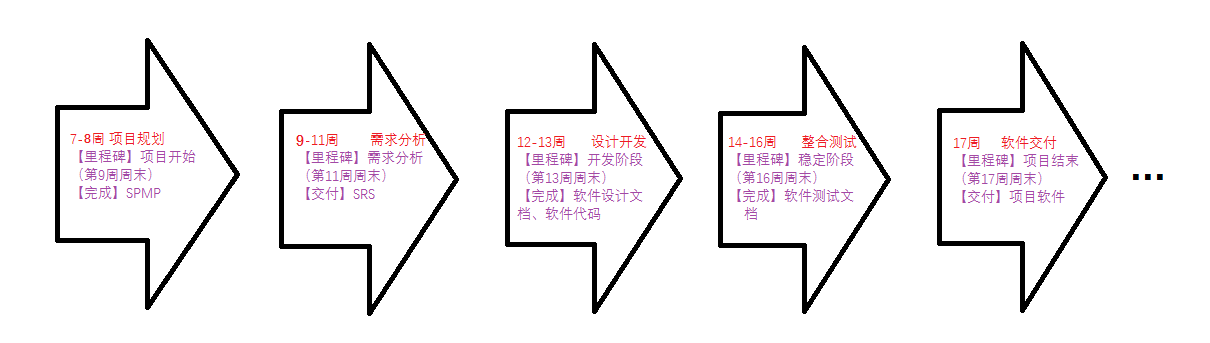 7-8周 项目规划
【里程碑】项目开始
（第9周周末）
【完成】SPMP
9-11周 需求分析
【里程碑】需求分析
（第11周周末）
【交付】SRS
12-13周 设计开发
【里程碑】开发阶段
（第13周周末）
【完成】软件设计文
档、软件代码
14-16周 整合测试
【里程碑】稳定阶段
（第16周周末）
【完成】软件测试文
档
17周 软件交付
【里程碑】项目结束
（第17周周末）
【交付】项目软件
...